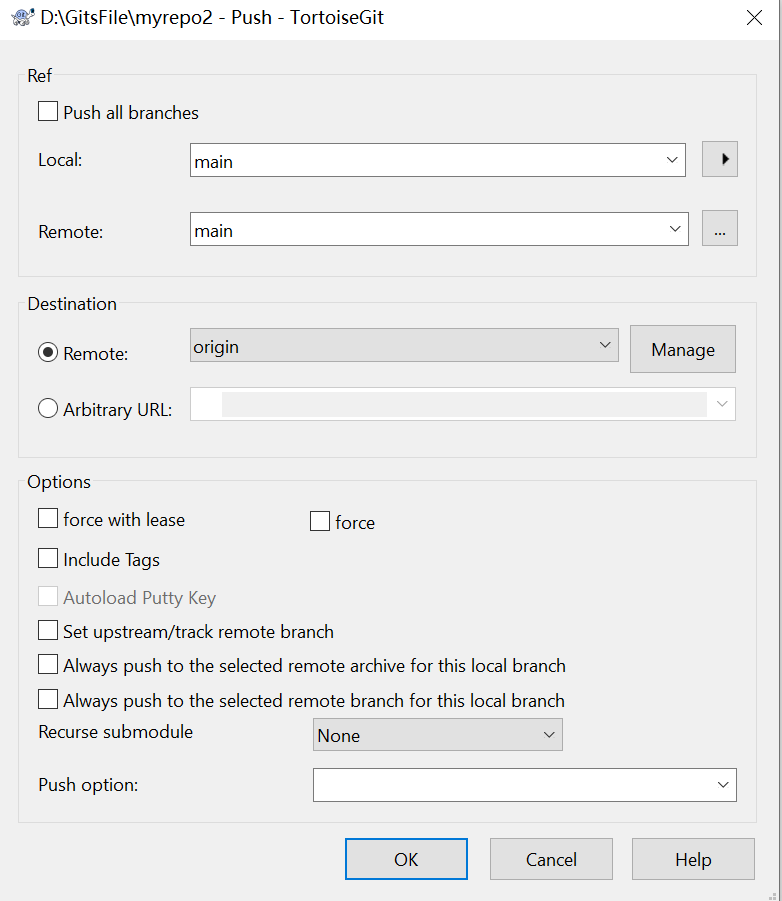 D:\GitsFile\myrepo2 - Push - TortoiseGit
Ref
Push all branches
Local: main
Remote: main ...
Destination
Remote: origin Manage
Arbitrary URL:
Options
force with lease force
Include Tags
Autoload Putty Key
Set upstream/track remote branch
Always push to the selected remote archive for this local branch
Always push to the selected remote branch for this local branch
Recurse submodule None
Push option:
OK Cancel Help